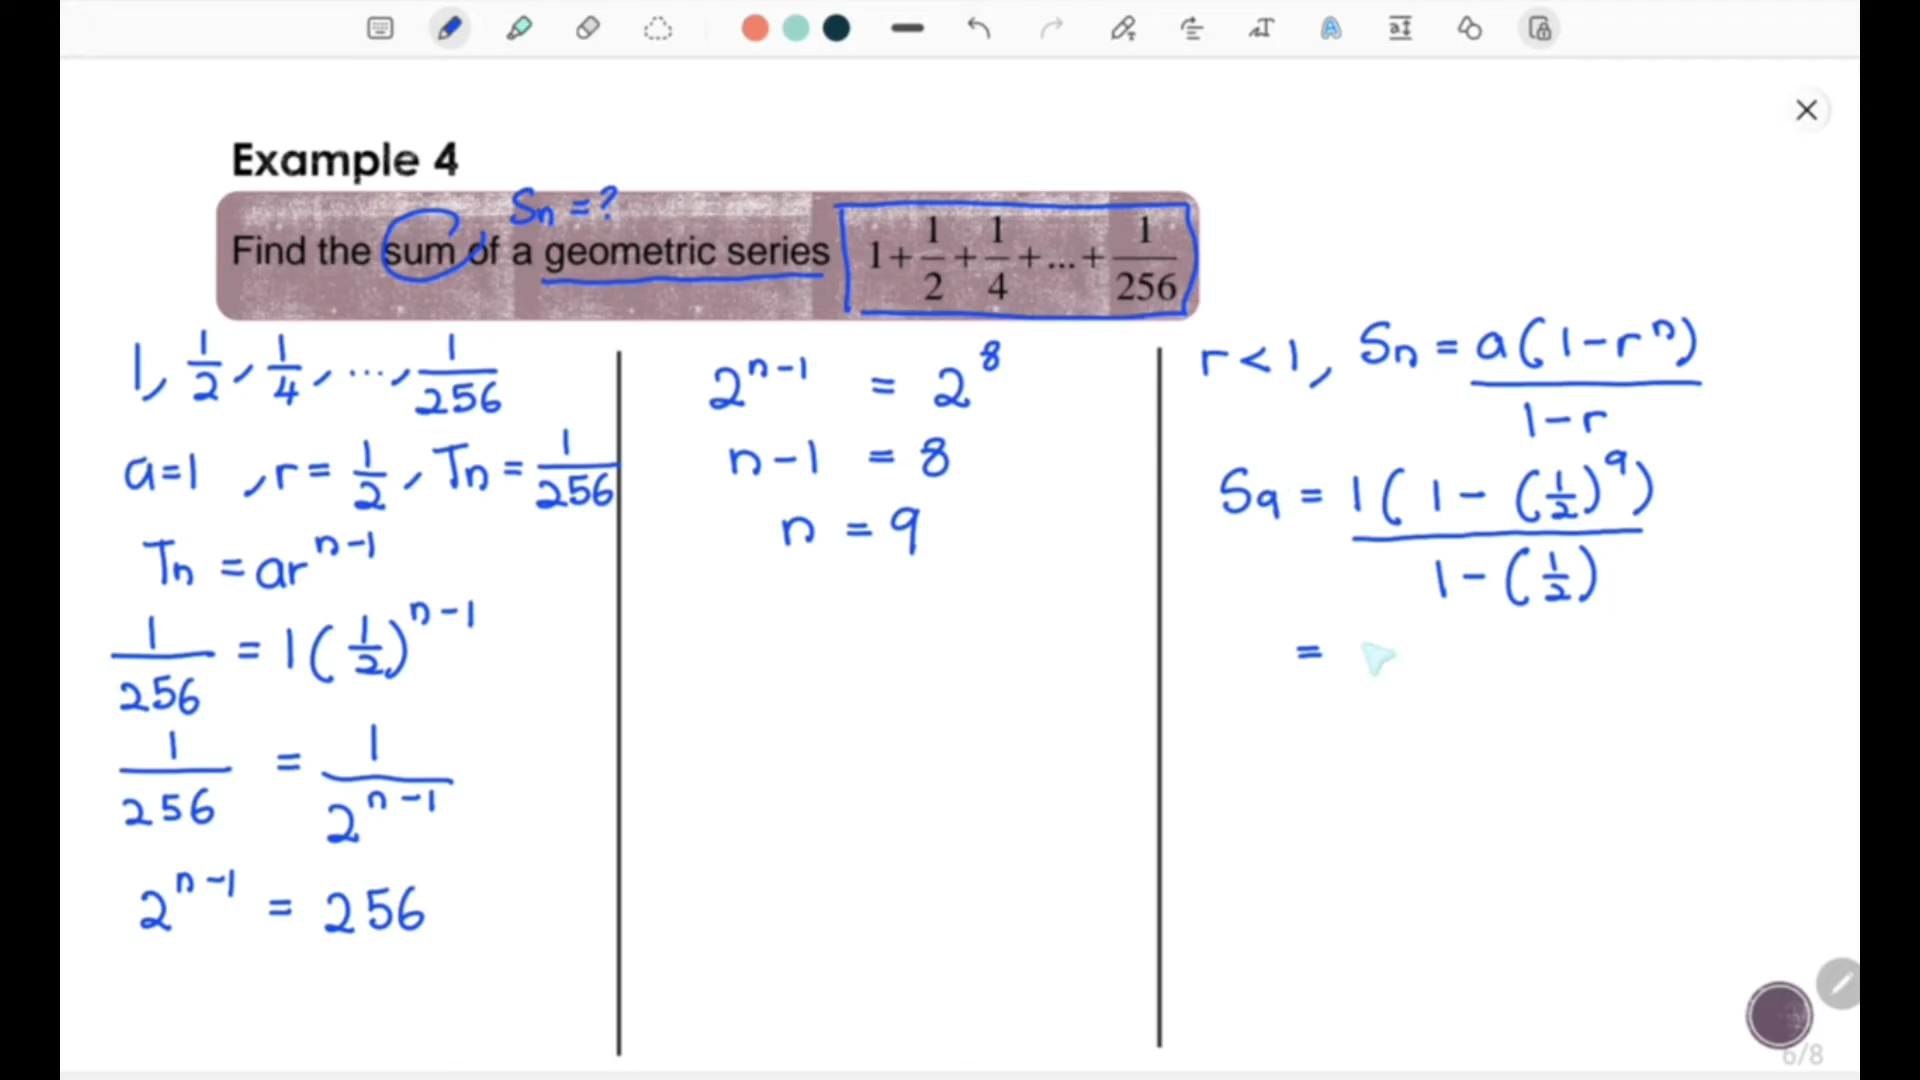 Example 4
Sn = ?
Find the sum of a geometric series 1 + 1/2 + 1/4 + ... + 1/256
1, 1/2, 1/4, ..., 1/256
a=1, r = 1/2, Tn = 1/256
Tn = ar^(n-1)
1/256 = 1(1/2)^(n-1)
1/256 = 1/2^(n-1)
2^(n-1) = 256
2^(n-1) = 2^8
n-1 = 8
n = 9
r < 1, Sn = a(1-r^n)/(1-r)
S9 = 1(1-(1/2)^9)/(1-(1/2))
=
6/8